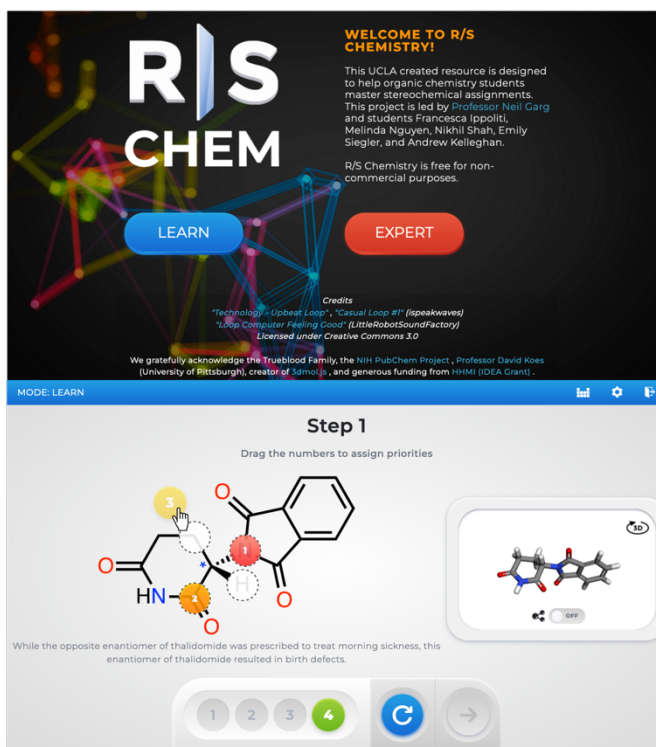 R S
CHEM
WELCOME TO R/S
CHEMISTRY!
This UCLA created resource is designed
to help organic chemistry students
master stereochemical assignments.
This project is led by Professor Neil Garg
and students Francesca Ippoliti,
Melinda Nguyen, Nikhil Shah, Emily
Siegler, and Andrew Kelleghan.
R/S Chemistry is free for non-
commercial purposes.
LEARN
EXPERT
Credits
"Technology - Upbeat Loop" , "Casual Loop #1" (ispeakwaves)
"Loop Computer Feeling Good" (LittleRobotSoundFactory)
Licensed under Creative Commons 3.0
We gratefully acknowledge the Trueblood Family, the NIH PubChem Project , Professor David Koes
(University of Pittsburgh), creator of 3dmol.js , and generous funding from HHMI (IDEA Grant) .
MODE: LEARN
Step 1
Drag the numbers to assign priorities
3
O
1
O
*
H
HN
2
O
O
3D
OFF
While the opposite enantiomer of thalidomide was prescribed to treat morning sickness, this
enantiomer of thalidomide resulted in birth defects.
1 2 3 4